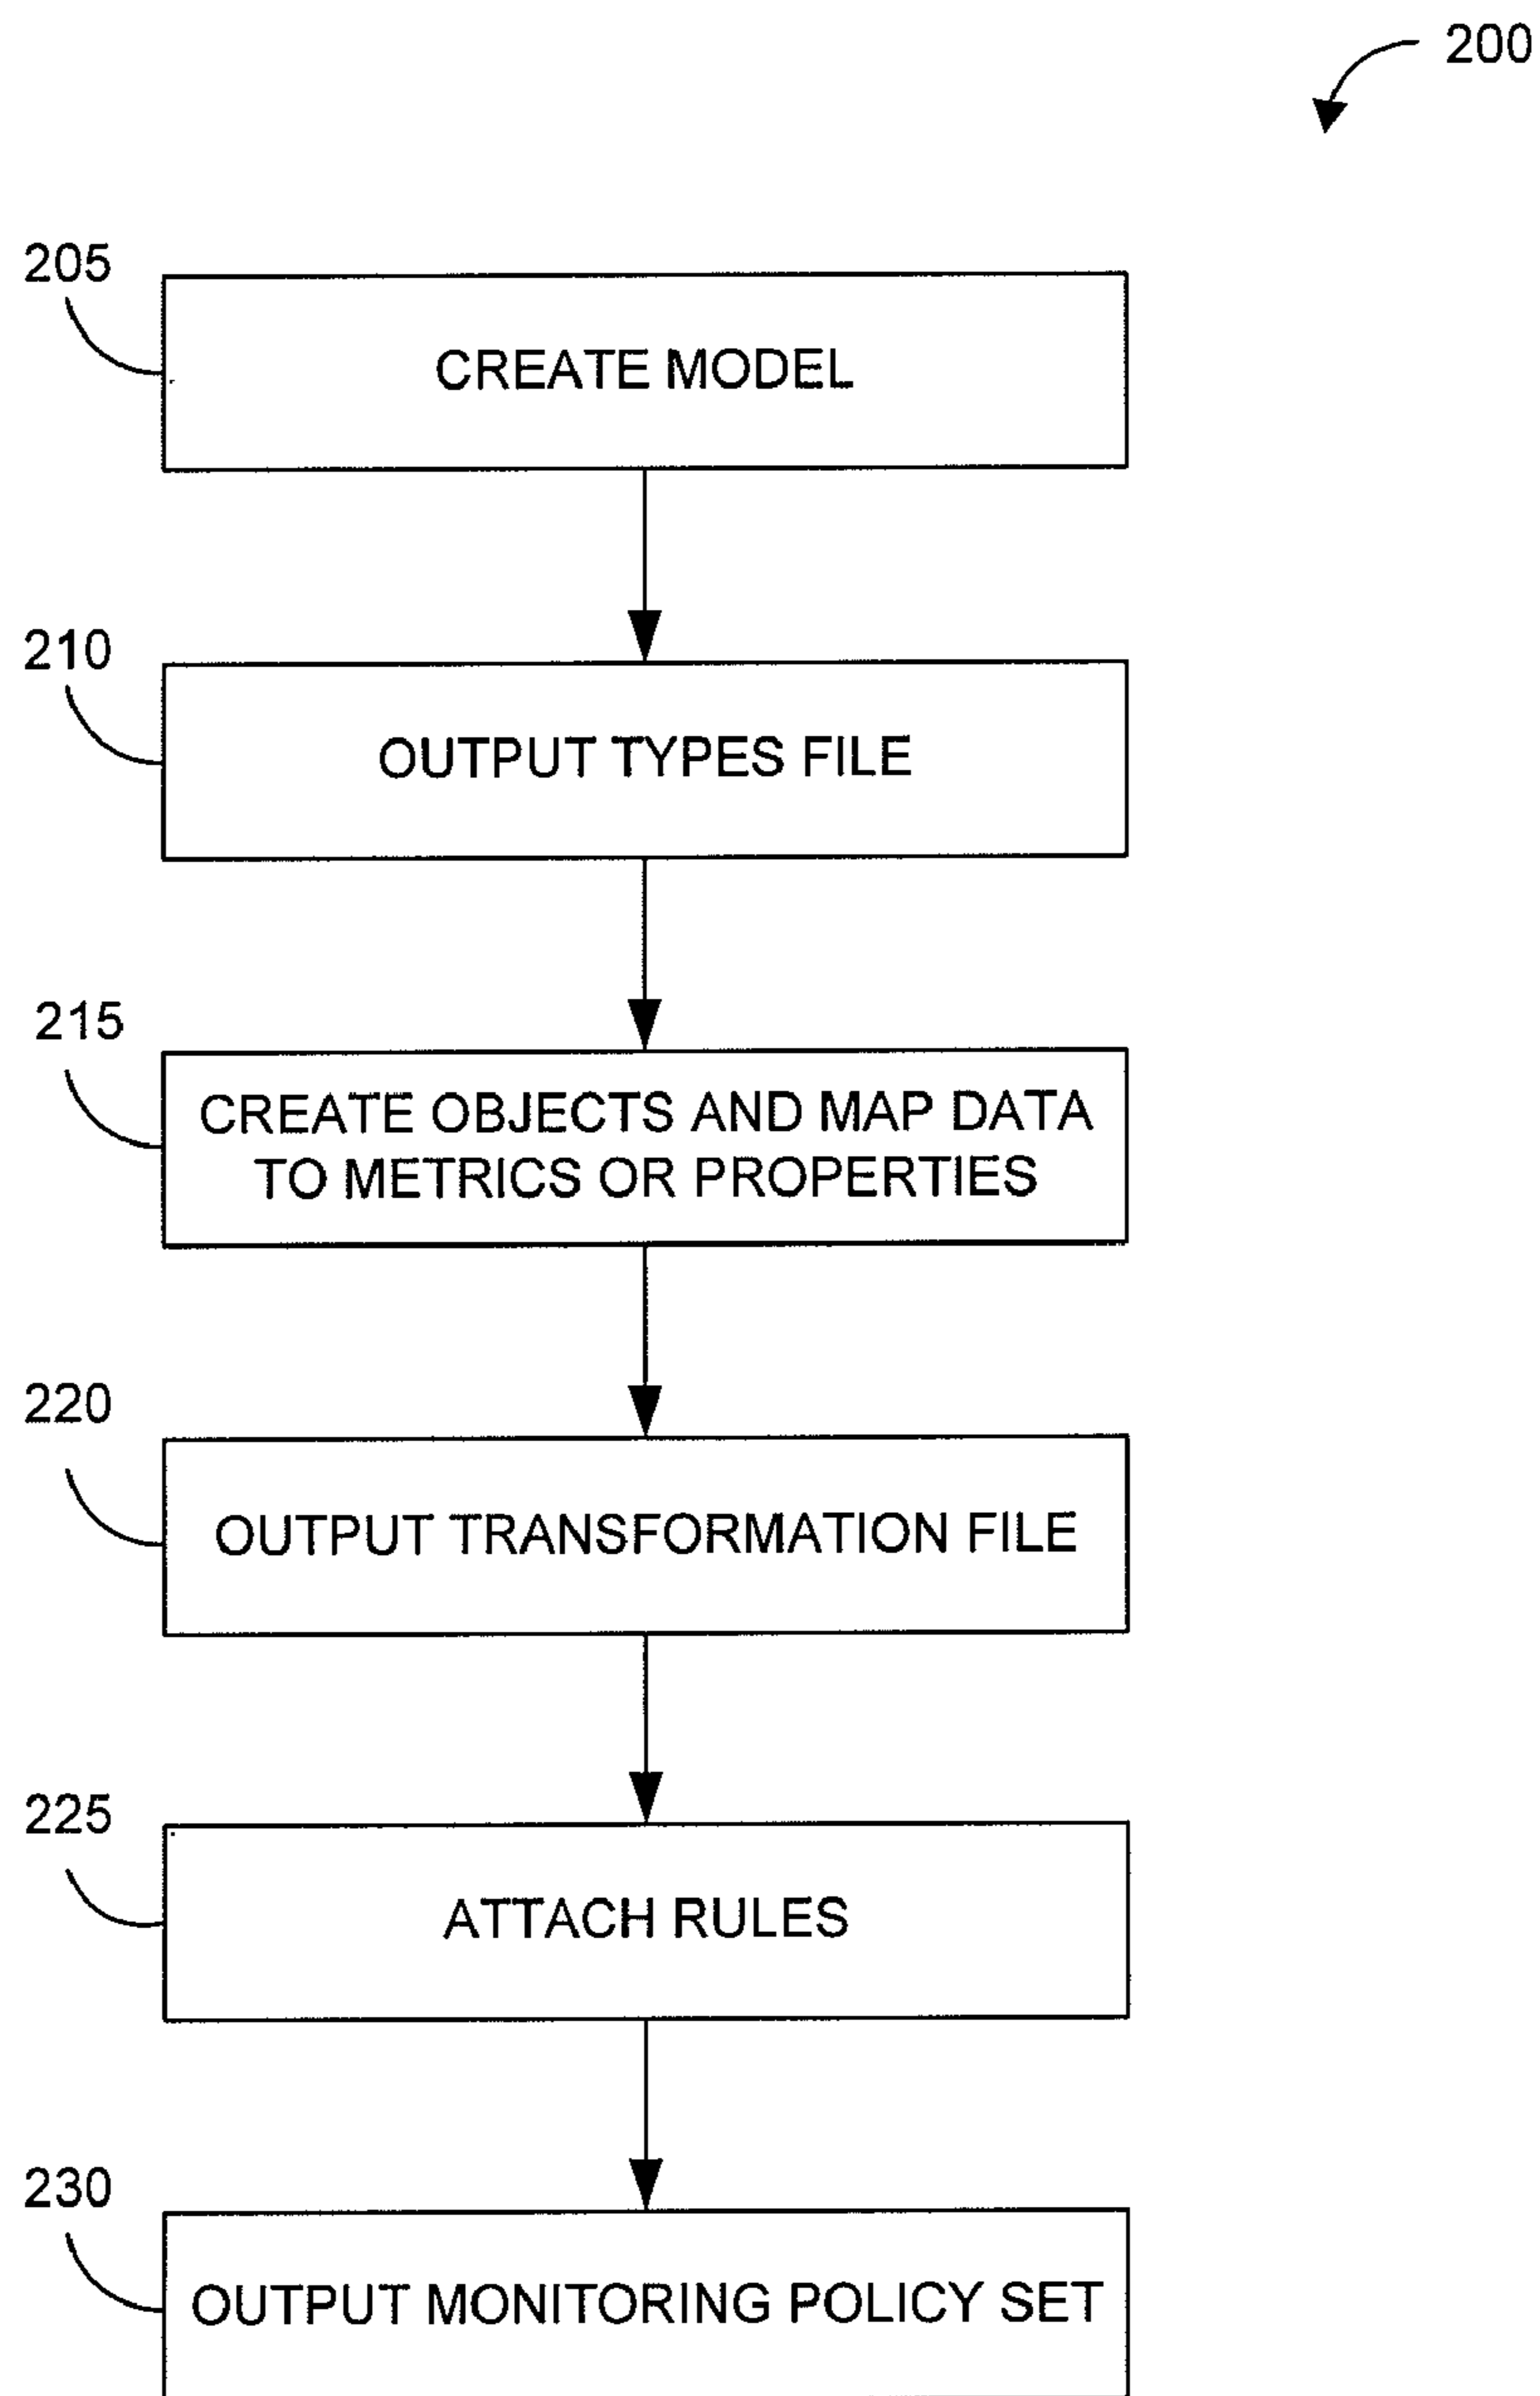 200
205
CREATE MODEL
210
OUTPUT TYPES FILE
215
CREATE OBJECTS AND MAP DATA
TO METRICS OR PROPERTIES
220
OUTPUT TRANSFORMATION FILE
225
ATTACH RULES
230
OUTPUT MONITORING POLICY SET